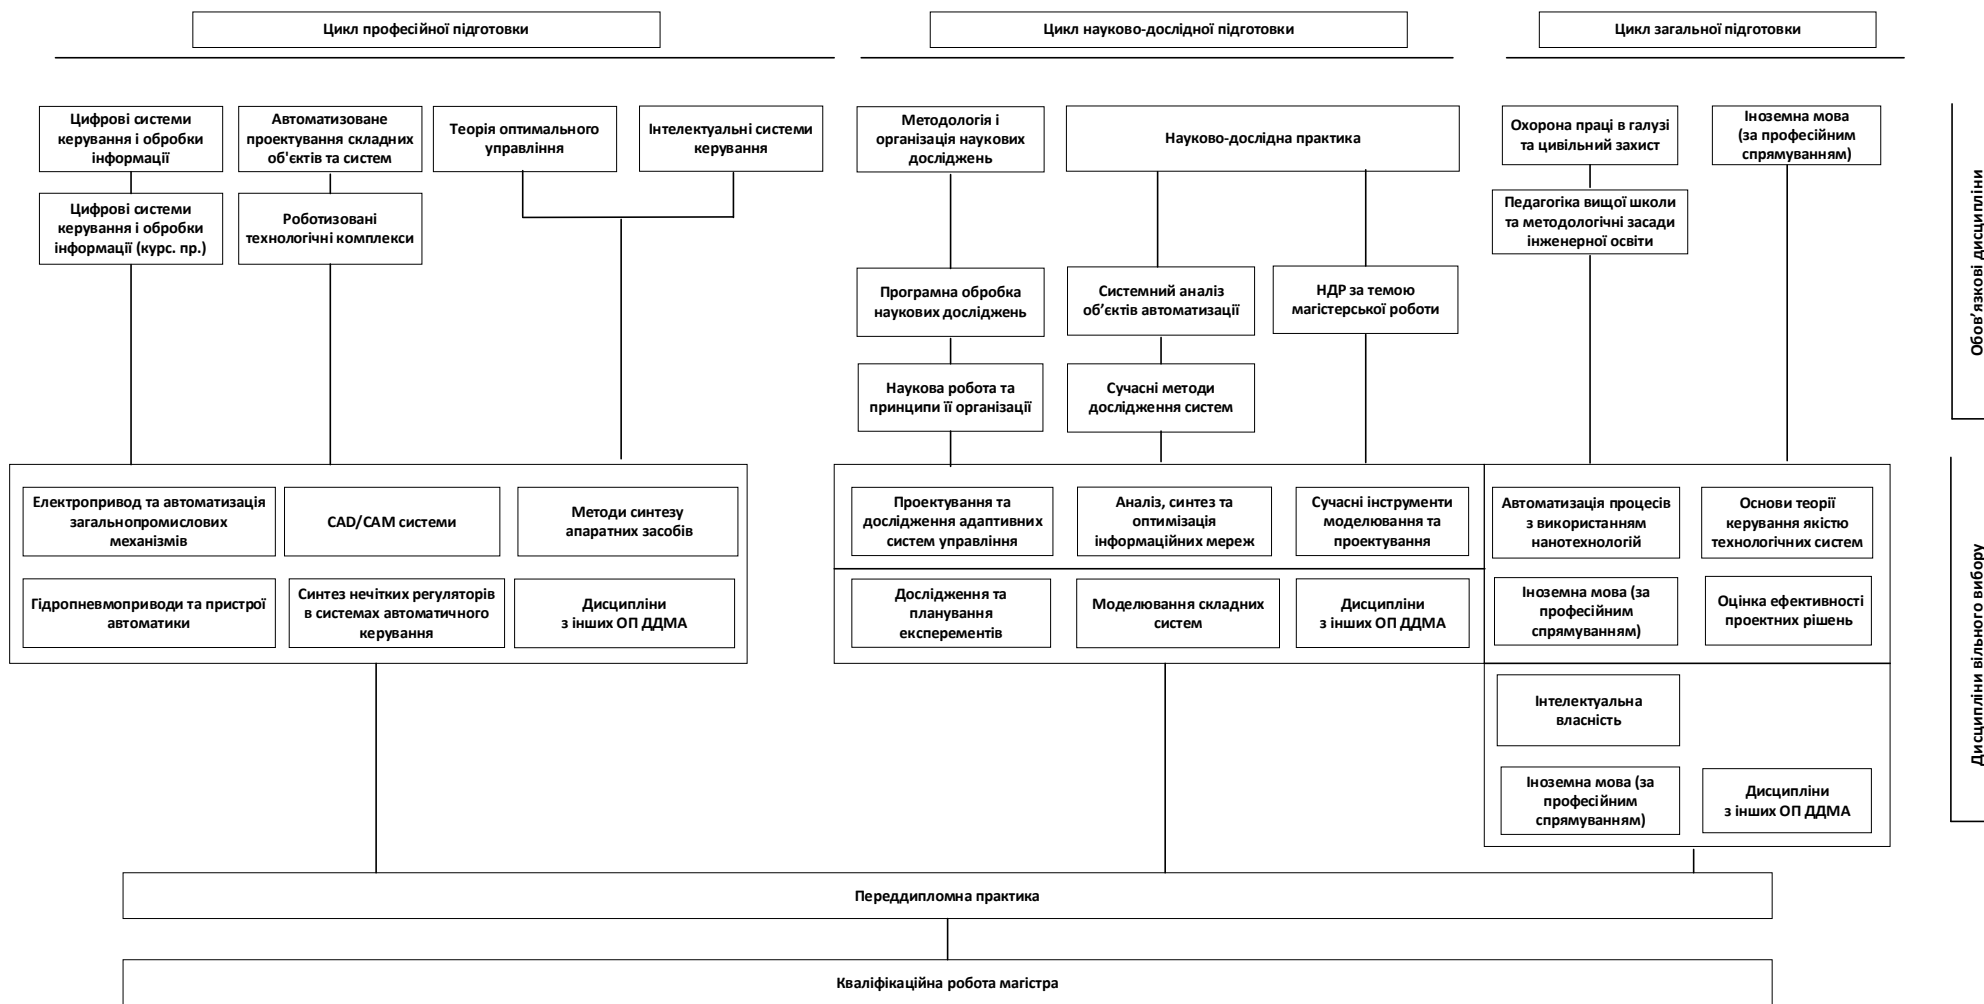 Цикл професійної підготовки
Цикл науково-дослідної підготовки
Цикл загальної підготовки
Цифрові системи
керування і обробки
інформації
Автоматизоване
проектування складних
об'єктів та систем
Теорія оптимального
управління
Інтелектуальні системи
керування
Методологія і
організація наукових
досліджень
Науково-дослідна практика
Охорона праці в галузі
та цивільний захист
Іноземна мова
(за професійним
спрямуванням)
Цифрові системи
керування і обробки
інформації (курс. пр.)
Роботизовані
технологічні комплекси
Педагогіка вищої школи
та методологічні засади
інженерної освіти
Програмна обробка
наукових досліджень
Системний аналіз
об’єктів автоматизації
НДР за темою
магістерської роботи
Наукова робота та
принципи її організації
Сучасні методи
дослідження систем
Обов’язкові дисципліни
Електропривод та автоматизація
загальнопромислових
механізмів
CAD/CAM системи
Методи синтезу
апаратних засобів
Проектування та
дослідження адаптивних
систем управління
Аналіз, синтез та
оптимізація
інформаційних мереж
Сучасні інструменти
моделювання та
проектування
Автоматизація процесів
з використанням
нанотехнологій
Основи теорії
керування якістю
технологічних систем
Гідропневмоприводи та пристрої
автоматики
Синтез нечітких регуляторів
в системах автоматичного
керування
Дисципліни
з інших ОП ДДМА
Дослідження та
планування
експерементів
Моделювання складних
систем
Дисципліни
з інших ОП ДДМА
Іноземна мова (за
професійним
спрямуванням)
Оцінка ефективності
проектних рішень
Інтелектуальна
власність
Іноземна мова (за
професійним
спрямуванням)
Дисципліни
з інших ОП ДДМА
Дисципліни вільного вибору
Переддипломна практика
Кваліфікаційна робота магістра